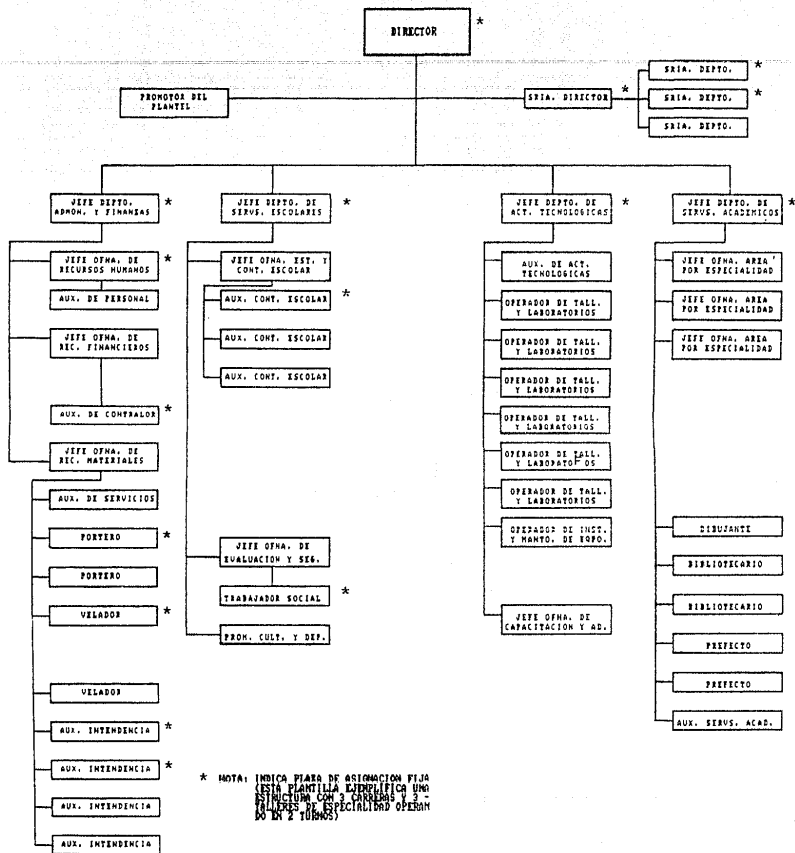 DIRECTOR *
SRIA. DEPTO. *
PROMOTOR DEL
PLANTEL
SRIA. DIRECTOR *
SRIA. DEPTO. *
SRIA. DEPTO.
JEFE DEPTO.
ADMON. Y FINANZAS *
JEFE OFNA. DE
RECURSOS HUMANOS *
AUX. DE PERSONAL
JEFE OFNA. DE
REC. FINANCIEROS
AUX. DE CONTRALOR *
JEFE OFNA. DE
REC. MATERIALES
AUX. DE SERVICIOS
PORTERO *
PORTERO
VELADOR *
VELADOR
AUX. INTENDENCIA *
AUX. INTENDENCIA *
AUX. INTENDENCIA
AUX. INTENDENCIA
JEFE DEPTO. DE
SERVS. ESCOLARES *
JEFE OFNA. EST. Y
CONT. ESCOLAR
AUX. CONT. ESCOLAR *
AUX. CONT. ESCOLAR
AUX. CONT. ESCOLAR
JEFE OFNA. DE
EVALUACION Y SEG.
TRABAJADOR SOCIAL *
PROM. CULT. Y DEP.
JEFE DEPTO. DE
ACT. TECNOLOGICAS *
AUX. DE ACT.
TECNOLOGICAS
OPERADOR DE TALL.
Y LABORATORIOS
OPERADOR DE TALL.
Y LABORATORIOS
OPERADOR DE TALL.
Y LABORATORIOS
OPERADOR DE TALL.
Y LABORATORIOS
OPERADOR DE TALL.
Y LABORATORIOS
OPERADOR DE TALL.
Y LABORATORIOS
OPERADOR DE INST.
Y MANTO. DE EQPO.
JEFE OFNA. DE
CAPACITACION Y AD.
JEFE DEPTO. DE
SERVS. ACADEMICOS *
JEFE OFNA. AREA
POR ESPECIALIDAD
JEFE OFNA. AREA
POR ESPECIALIDAD
JEFE OFNA. AREA
POR ESPECIALIDAD
DIBUJANTE
BIBLIOTECARIO
BIBLIOTECARIO
PREFECTO
PREFECTO
AUX. SERVS. ACAD.
* NOTA: INDICA PLAZA DE ASIGNACION FIJA
(ESTA PLANTILLA EJEMPLIFICA UNA
ESTRUCTURA CON 3 CARRERAS Y 3 -
TALLERES DE ESPECIALIDAD OPERAN
DO EN 2 TURNOS)